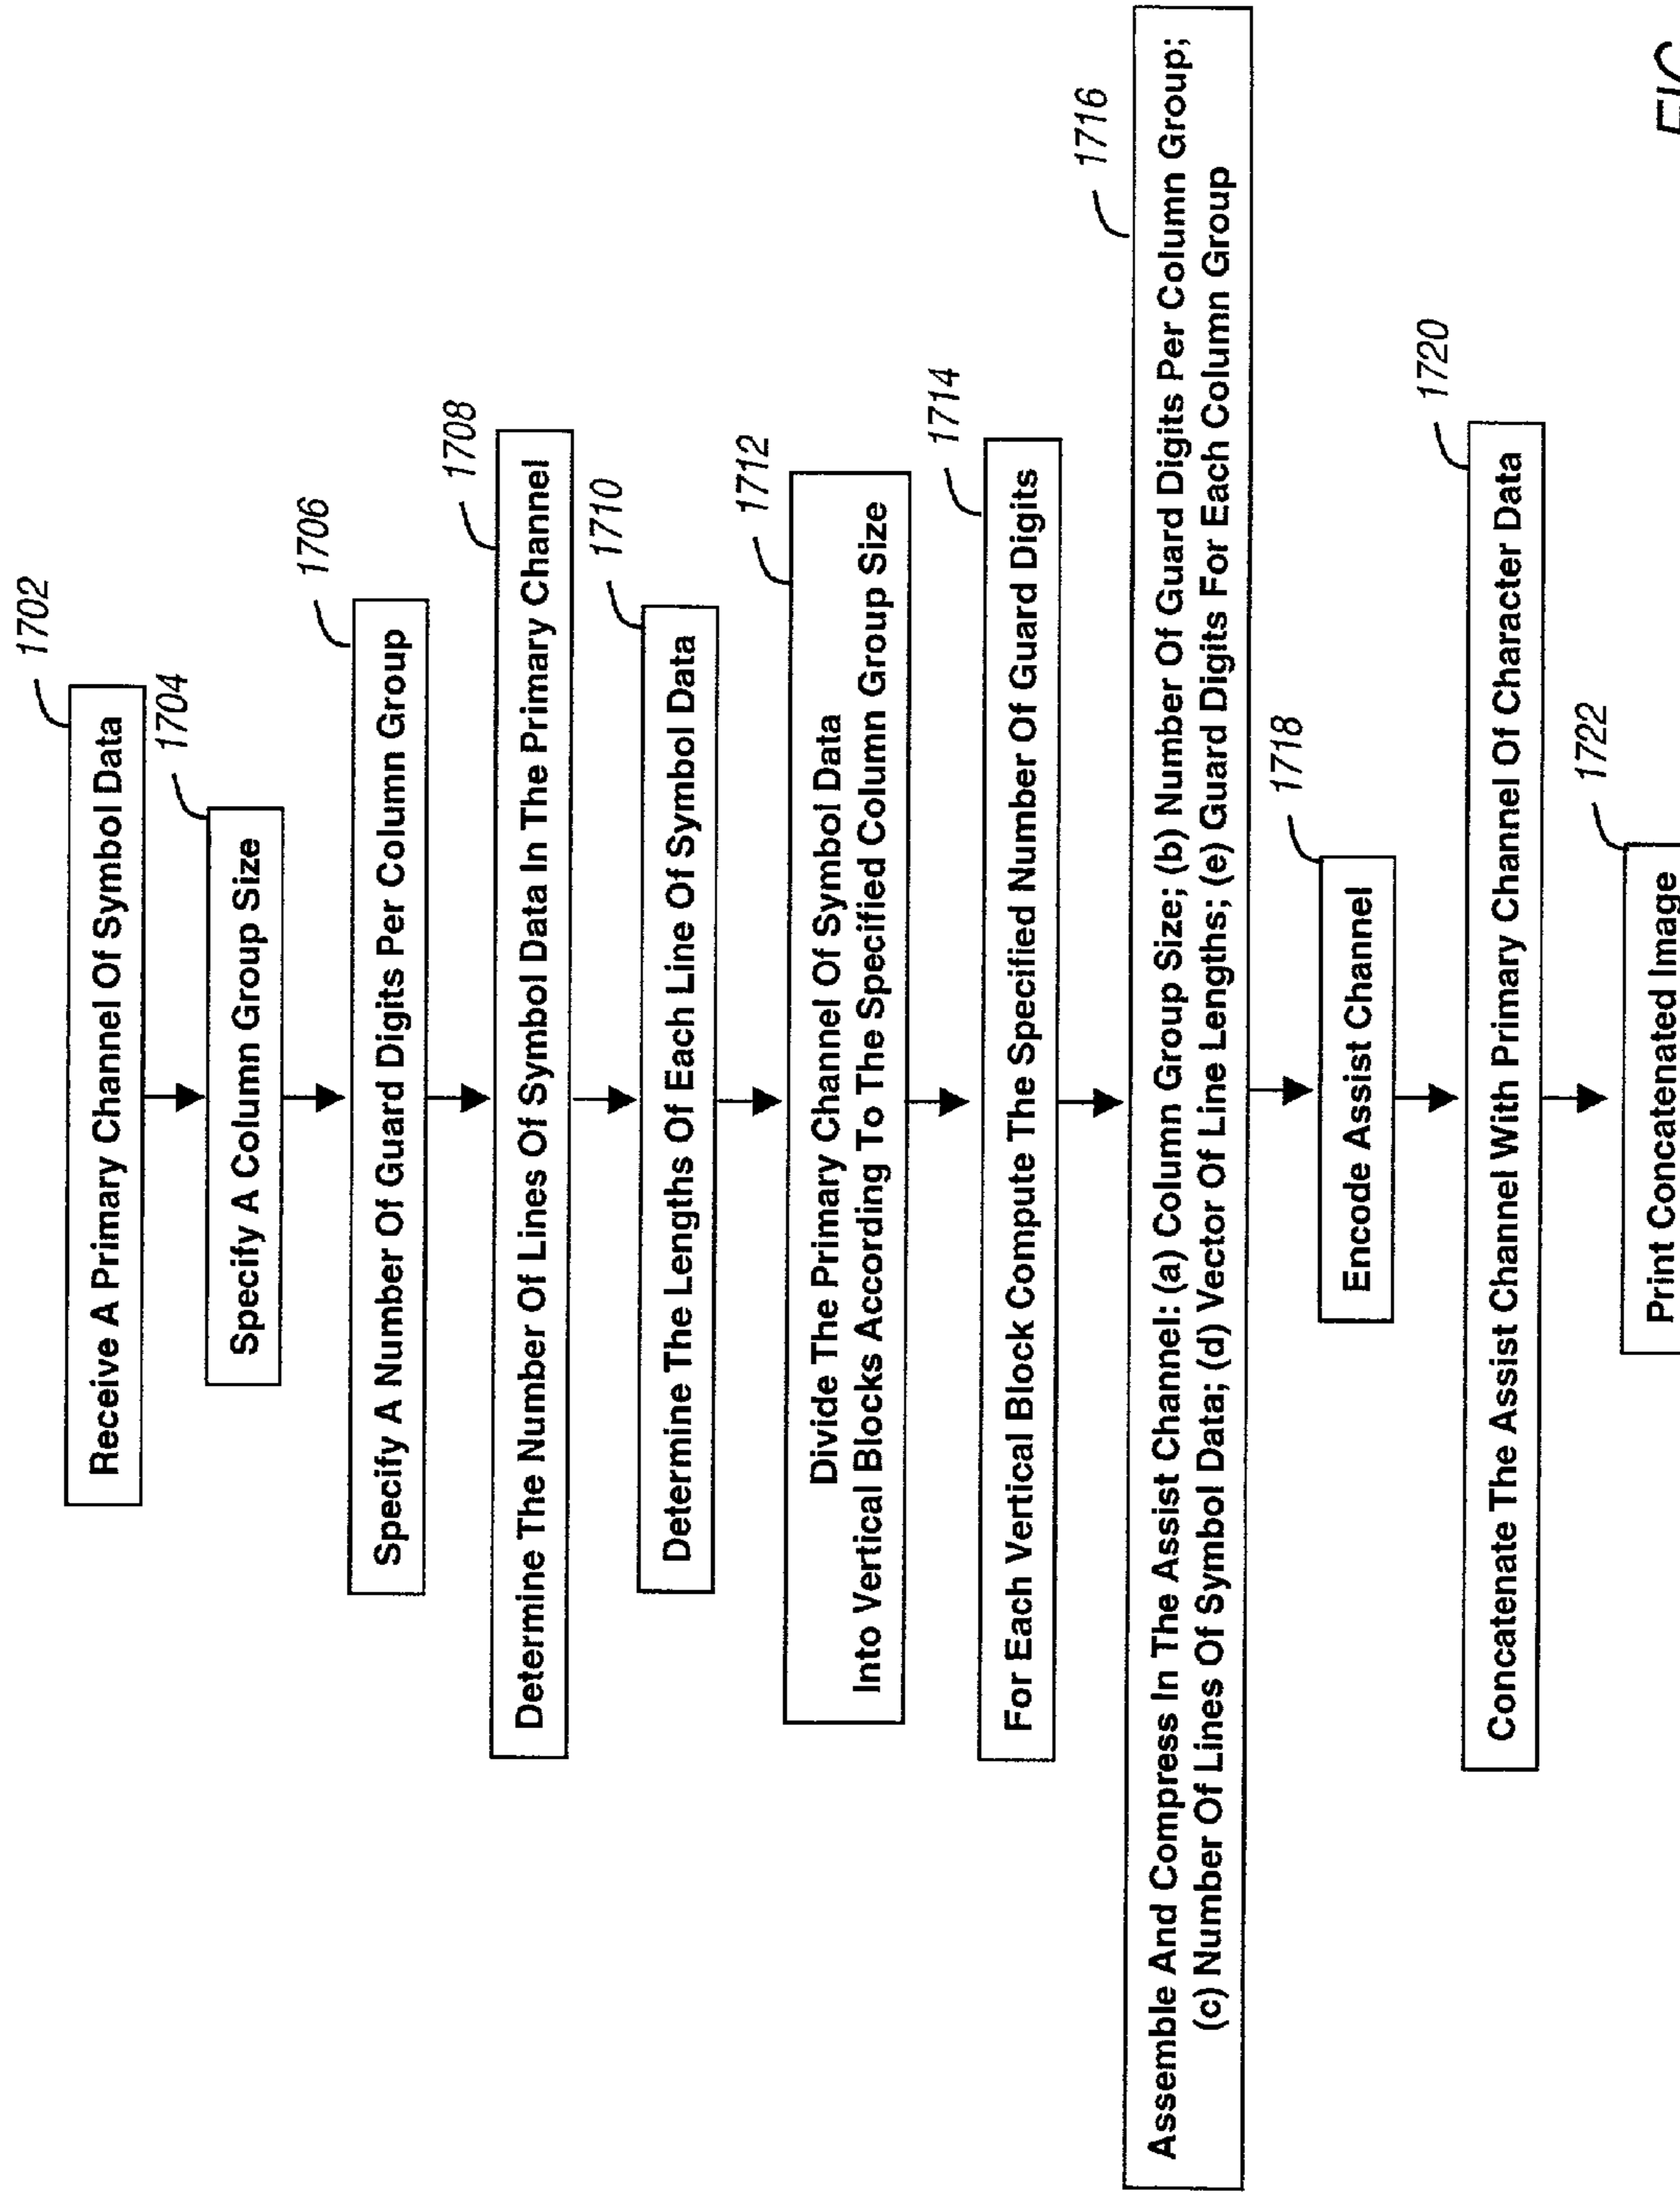 1702
Receive A Primary Channel Of Symbol Data
1704
Specify A Column Group Size
1706
Specify A Number Of Guard Digits Per Column Group
1708
Determine The Number Of Lines Of Symbol Data In The Primary Channel
1710
Determine The Lengths Of Each Line Of Symbol Data
1712
Divide The Primary Channel Of Symbol Data
Into Vertical Blocks According To The Specified Column Group Size
1714
For Each Vertical Block Compute The Specified Number Of Guard Digits
1716
Assemble And Compress In The Assist Channel: (a) Column Group Size; (b) Number Of Guard Digits Per Column Group;
(c) Number Of Lines Of Symbol Data; (d) Vector Of Line Lengths; (e) Guard Digits For Each Column Group
1718
Encode Assist Channel
1720
Concatenate The Assist Channel With Primary Channel Of Character Data
1722
Print Concatenated Image